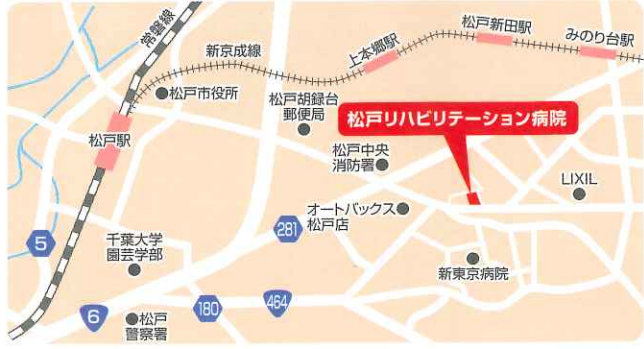 常磐線
新京成線
上本郷駅
松戸新田駅
みのり台駅
松戸市役所
松戸胡録台
郵便局
松戸リハビリテーション病院
松戸駅
松戸中央
消防署
LIXIL
オートバックス
松戸店
5
千葉大学
園芸学部
281
新東京病院
6
松戸
警察署
180
464